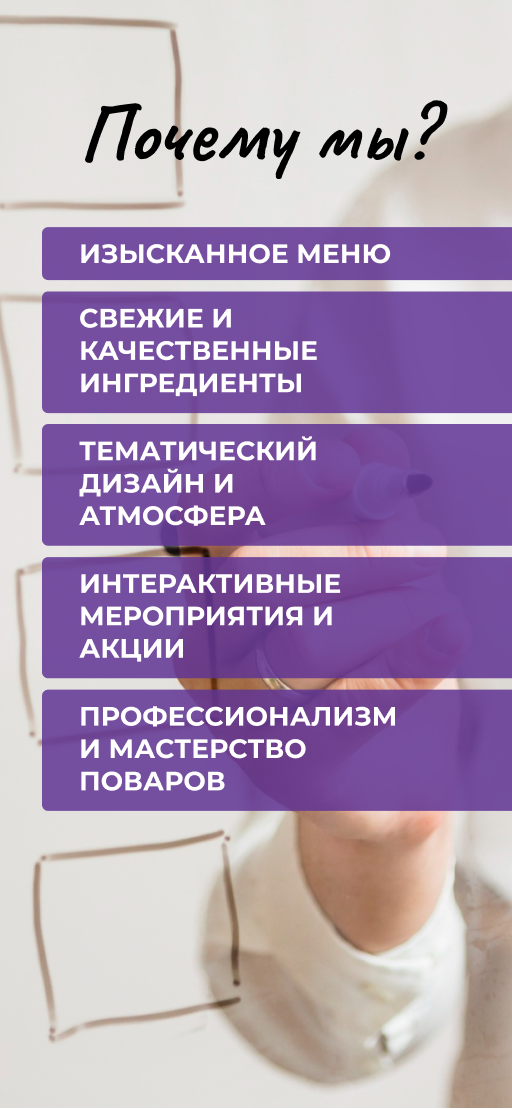 Почему мы?
ИЗЫСКАННОЕ МЕНЮ
СВЕЖИЕ И
КАЧЕСТВЕННЫЕ
ИНГРЕДИЕНТЫ
ТЕМАТИЧЕСКИЙ
ДИЗАЙН И
АТМОСФЕРА
ИНТЕРАКТИВНЫЕ
МЕРОПРИЯТИЯ И
АКЦИИ
ПРОФЕССИОНАЛИЗМ
И МАСТЕРСТВО
ПОВАРОВ